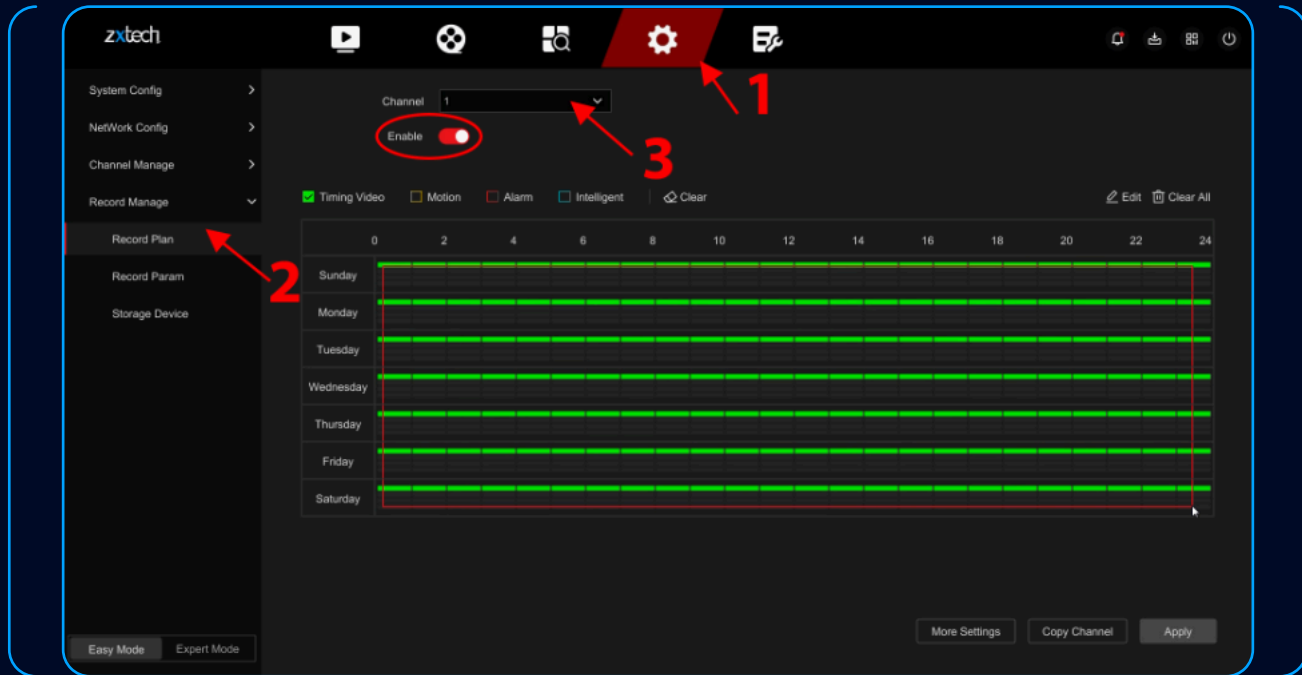 zxtech
1
System Config
NetWork Config
Channel Manage
Record Manage
Record Plan
Record Param
Storage Device
2
Channel 1
Enable
3
Timing Video Motion Alarm Intelligent Clear Edit Clear All
0 2 4 6 8 10 12 14 16 18 20 22 24
Sunday
Monday
Tuesday
Wednesday
Thursday
Friday
Saturday
More Settings Copy Channel Apply
Easy Mode Expert Mode